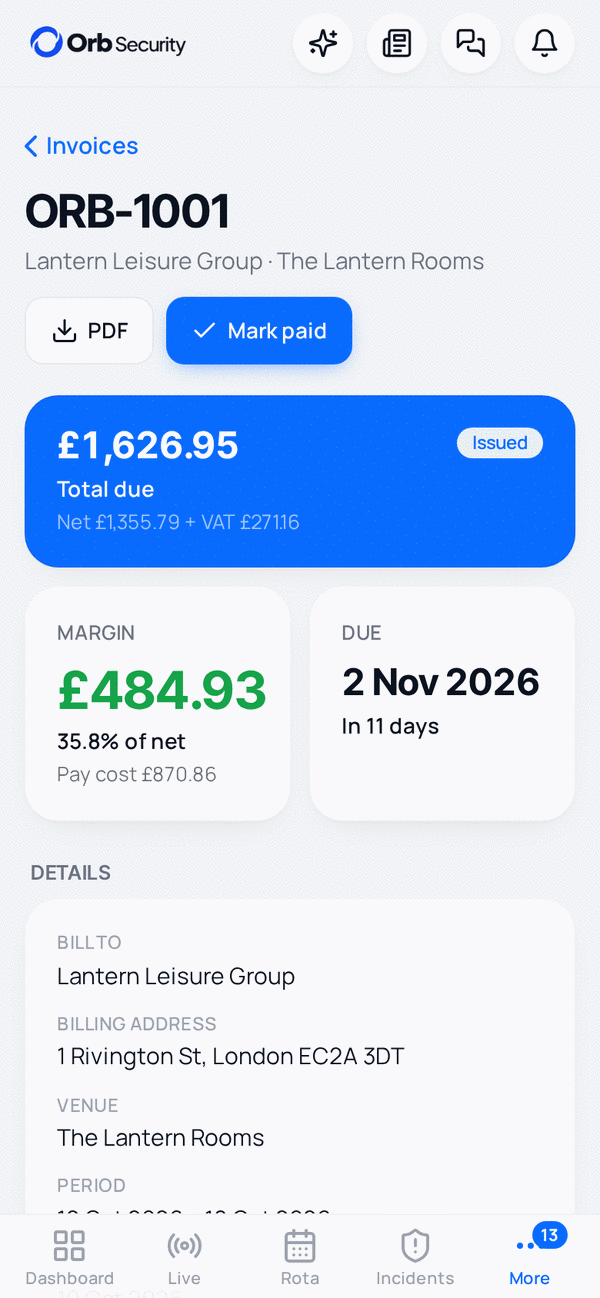 Orb Security
Invoices
ORB-1001
Lantern Leisure Group · The Lantern Rooms
PDF
Mark paid
£1,626.95
Issued
Total due
Net £1,355.79 + VAT £271.16
MARGIN
£484.93
35.8% of net
Pay cost £870.86
DUE
2 Nov 2026
In 11 days
DETAILS
BILL TO
Lantern Leisure Group
BILLING ADDRESS
1 Rivington St, London EC2A 3DT
VENUE
The Lantern Rooms
PERIOD
13
Dashboard
Live
Rota
Incidents
More